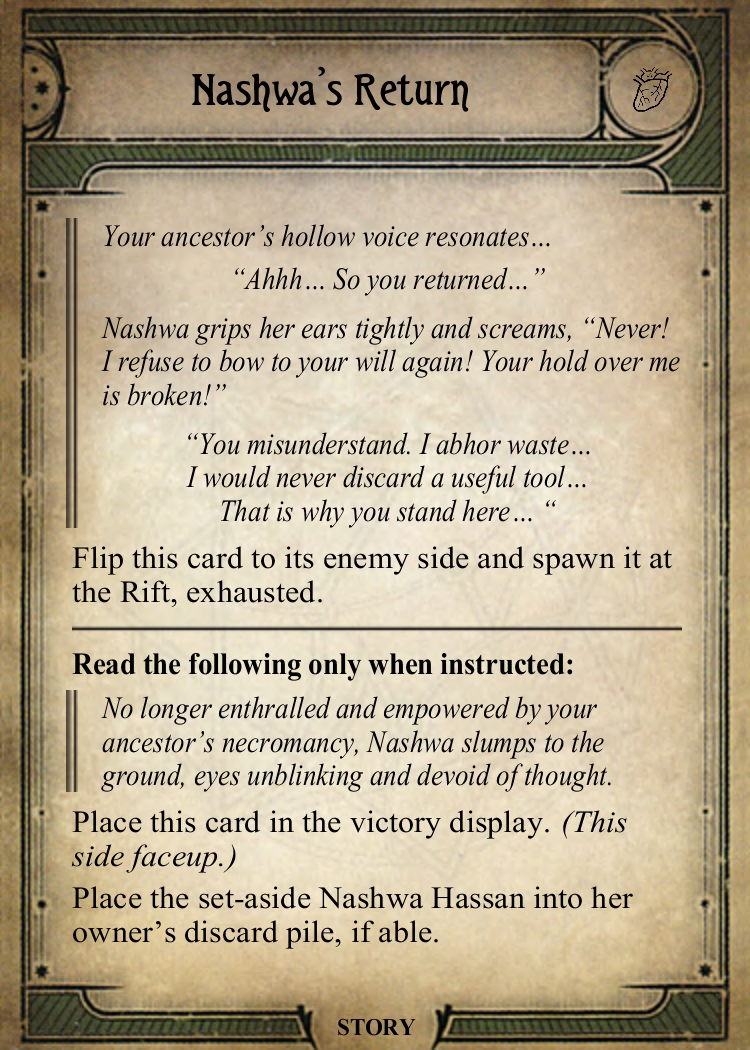 Nashwa's Return
Your ancestor's hollow voice resonates…
“Ahhh… So you returned…”
Nashwa grips her ears tightly and screams, “Never!
I refuse to bow to your will again! Your hold over me
is broken!”
“You misunderstand. I abhor waste…
I would never discard a useful tool…
That is why you stand here… “
Flip this card to its enemy side and spawn it at
the Rift, exhausted.
Read the following only when instructed:
No longer enthralled and empowered by your
ancestor’s necromancy, Nashwa slumps to the
ground, eyes unblinking and devoid of thought.
Place this card in the victory display. (This
side faceup.)
Place the set-aside Nashwa Hassan into her
owner’s discard pile, if able.
STORY